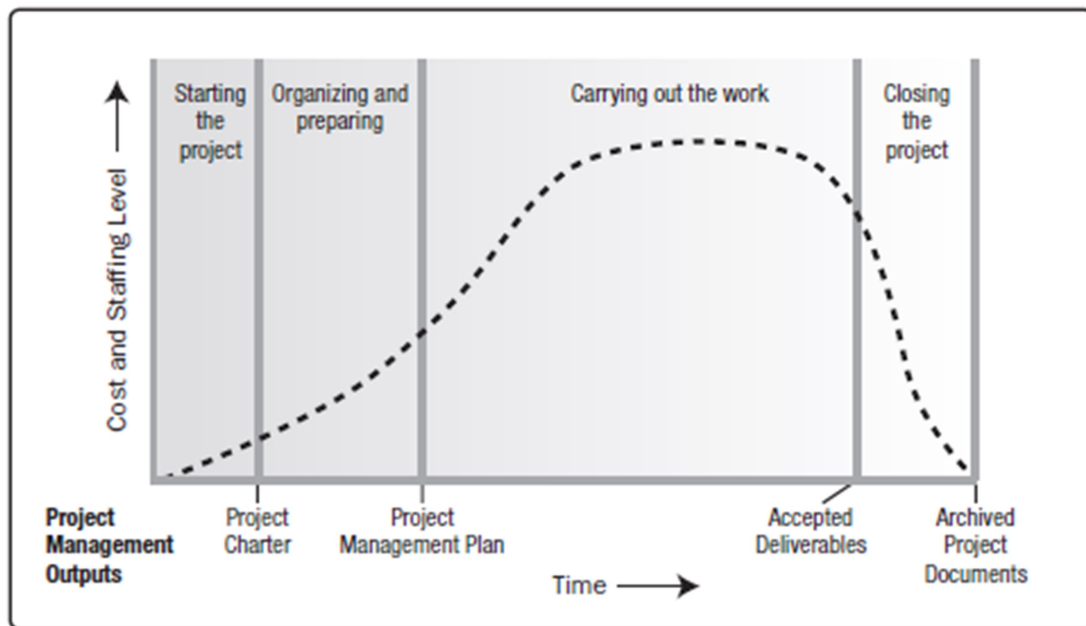 Starting
the
project
Organizing and
preparing
Carrying out the work
Closing
the
project
Cost and Staffing Level
Project
Management
Outputs
Project
Charter
Project
Management Plan
Accepted
Deliverables
Archived
Project
Documents
Time